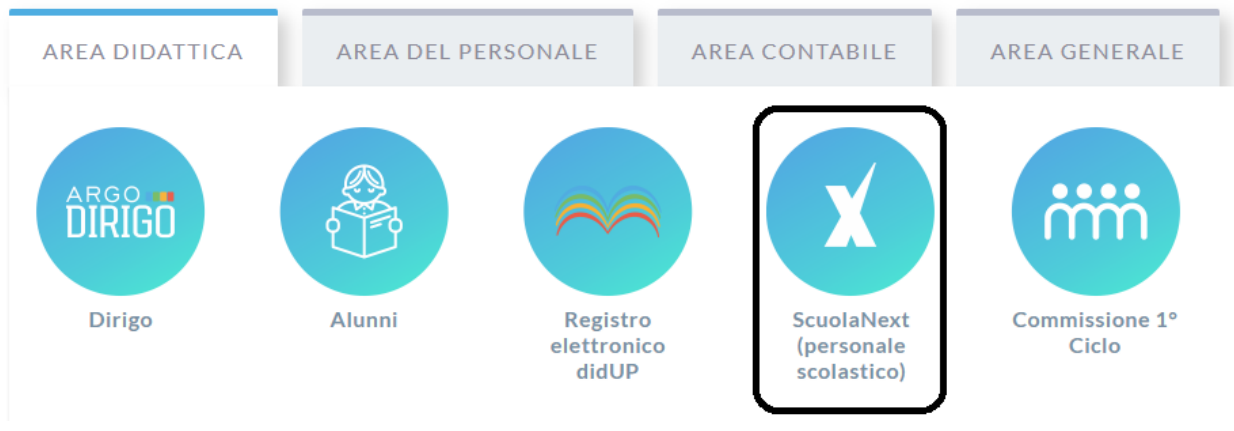 AREA DIDATTICA
AREA DEL PERSONALE
AREA CONTABILE
AREA GENERALE
ARGO
DIRIGO
Dirigo
Alunni
Registro
elettronico
didUP
X
ScuolaNext
(personale
scolastico)
Commissione 1°
Ciclo